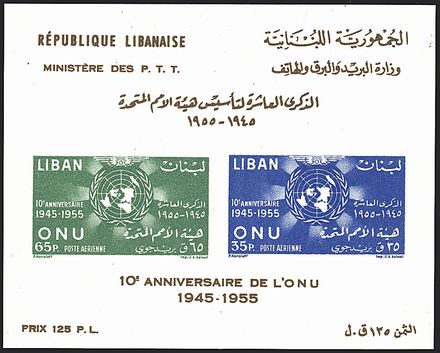 RÉPUBLIQUE LIBANAISE
الجمهورية اللبنانية
MINISTÈRE DES P. T. T.
وزارة البريد والبرق والهاتف
الذكرى العاشرة لتأسيس هيئة الأمم المتحدة
١٩٤٥-١٩٥٥
LIBAN لبنان
10e ANNIVERSAIRE الذكرى العاشرة
1945-1955 ١٩٤٥-١٩٥٥
ONU هيئة الأمم المتحدة
65P. POSTE AERIENNE ٦٥ ق بريد جوي
LIBAN لبنان
10e ANNIVERSAIRE الذكرى العاشرة
1945-1955 ١٩٤٥-١٩٥٥
ONU هيئة الأمم المتحدة
35P. POSTE AERIENNE ٣٥ ق بريد جوي
10e ANNIVERSAIRE DE L'ONU
1945-1955
PRIX 125 P. L.
الثمن ١٢٥ ق.ل